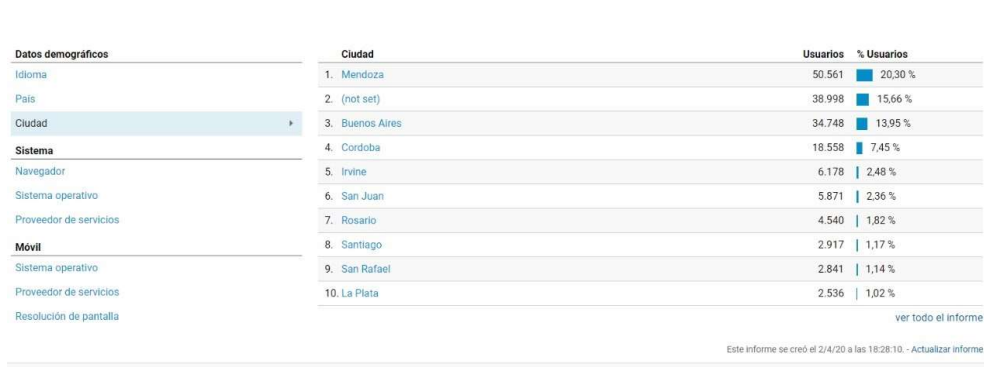 Datos demográficos
Idioma
País
Ciudad
Sistema
Navegador
Sistema operativo
Proveedor de servicios
Móvil
Sistema operativo
Proveedor de servicios
Resolución de pantalla
Ciudad Usuarios % Usuarios
1. Mendoza 50.561 20,30 %
2. (not set) 38.998 15,66 %
3. Buenos Aires 34.748 13,95 %
4. Cordoba 18.558 7,45 %
5. Irvine 6.178 2,48 %
6. San Juan 5.871 2,36 %
7. Rosario 4.540 1,82 %
8. Santiago 2.917 1,17 %
9. San Rafael 2.841 1,14 %
10. La Plata 2.536 1,02 %
ver todo el informe
Este informe se creó el 2/4/20 a las 18:28:10. - Actualizar informe